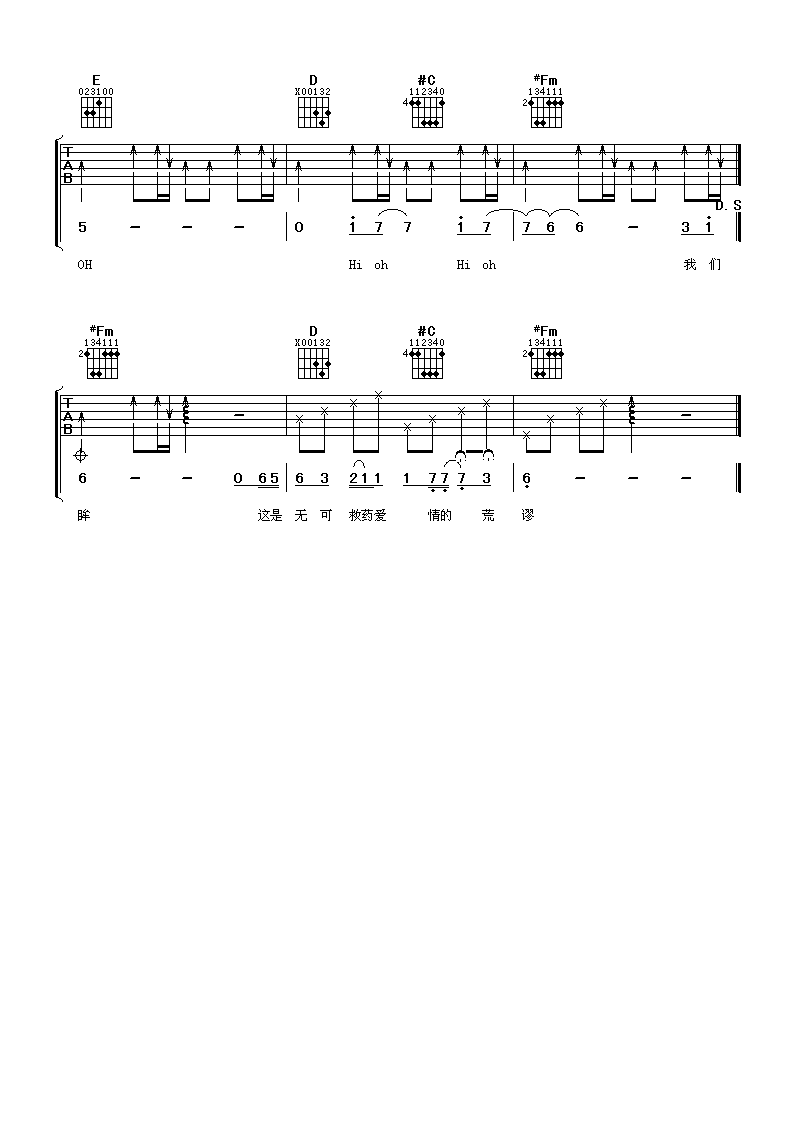 E D #C #Fm
023100 X00132 112340 134111
4 2
T
A
B
D.S
5 - - - 0 1 7 7 1 7 7 6 6 - 3 1
OH Hi oh Hi oh 我 们
#Fm D #C #Fm
134111 X00132 112340 134111
2 4 2
T
A
B
6 - - 0 6 5 6 3 2 1 1 1 7 7 7 3 6 - - -
眸 这是 无 可 救药爱 情的 荒 谬